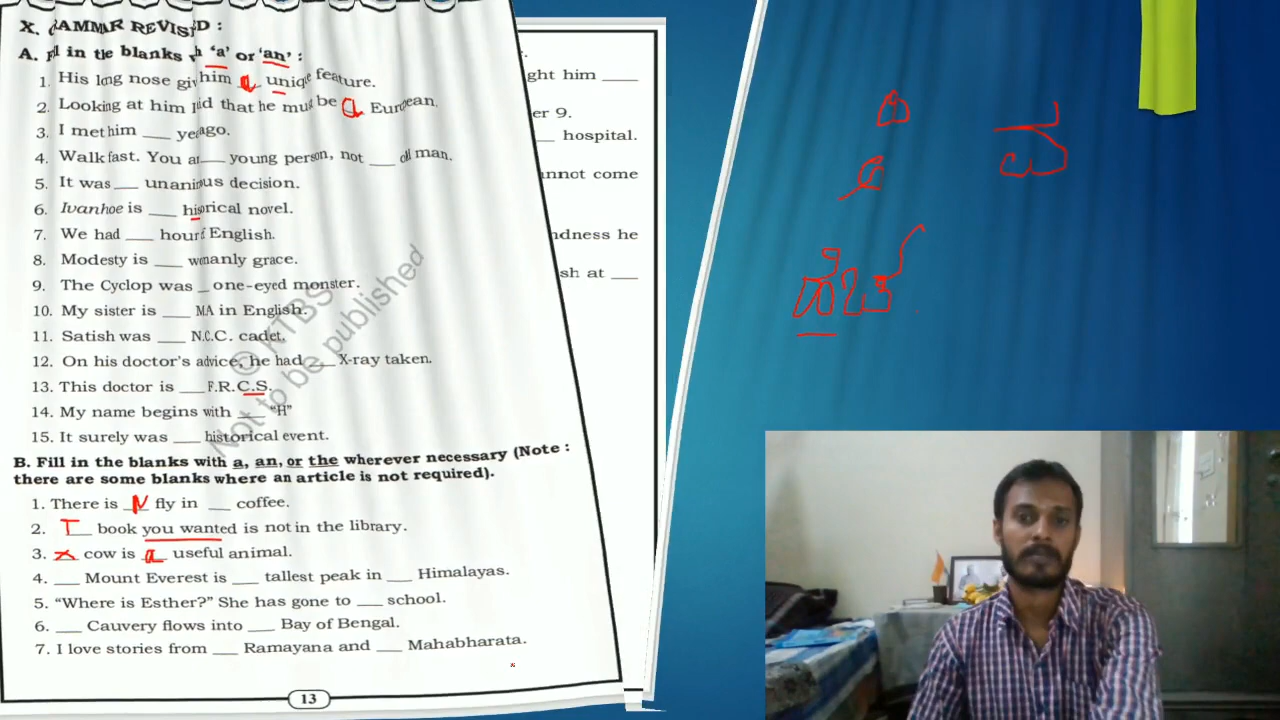 X. GRAMMAR REVISED :
A. Fill in the blanks with 'a' or 'an' :
1. His long nose giv him a unique feature.
2. Looking at him I said that he must be a European.
3. I met him ___ year ago.
4. Walk fast. You are ___ young person, not ___ old man.
5. It was ___ unanimous decision.
6. Ivanhoe is ___ historical novel.
7. We had ___ hour English.
8. Modesty is ___ womanly grace.
9. The Cyclop was _ one-eyed monster.
10. My sister is ___ MA in English.
11. Satish was ___ N.C.C. cadet.
12. On his doctor's advice, he had ___ X-ray taken.
13. This doctor is ___ F.R.C.S.
14. My name begins with ___ "H"
15. It surely was ___ historical event.
B. Fill in the blanks with a, an, or the wherever necessary (Note :
there are some blanks where an article is not required).
1. There is N fly in ___ coffee.
2. T book you wanted is not in the library.
3. x cow is a useful animal.
4. ___ Mount Everest is ___ tallest peak in ___ Himalayas.
5. "Where is Esther?" She has gone to ___ school.
6. ___ Cauvery flows into ___ Bay of Bengal.
7. I love stories from ___ Ramayana and ___ Mahabharata.
13
© KTBS
Not to be published
ght him ___
er 9.
__ hospital.
nnot come
ndness he
sh at ___